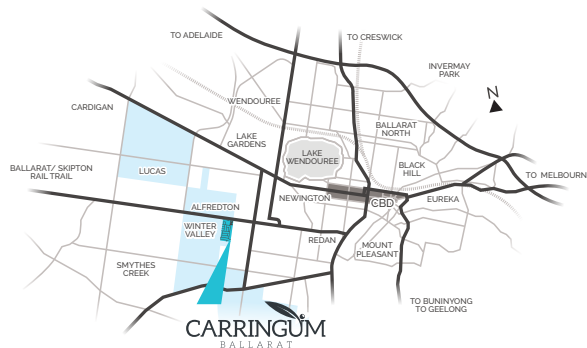 TO ADELAIDE
TO CRESWICK
INVERMAY
PARK
N
CARDIGAN
WENDOUREE
BALLARAT
NORTH
LAKE
GARDENS
LAKE
WENDOUREE
BLACK
HILL
BALLARAT/ SKIPTON
RAIL TRAIL
LUCAS
TO MELBOURN
NEWINGTON
CBD
EUREKA
ALFREDTON
WINTER
VALLEY
REDAN
MOUNT
PLEASANT
SMYTHES
CREEK
TO BUNINYONG
TO GEELONG
CARRINGUM
BALLARAT